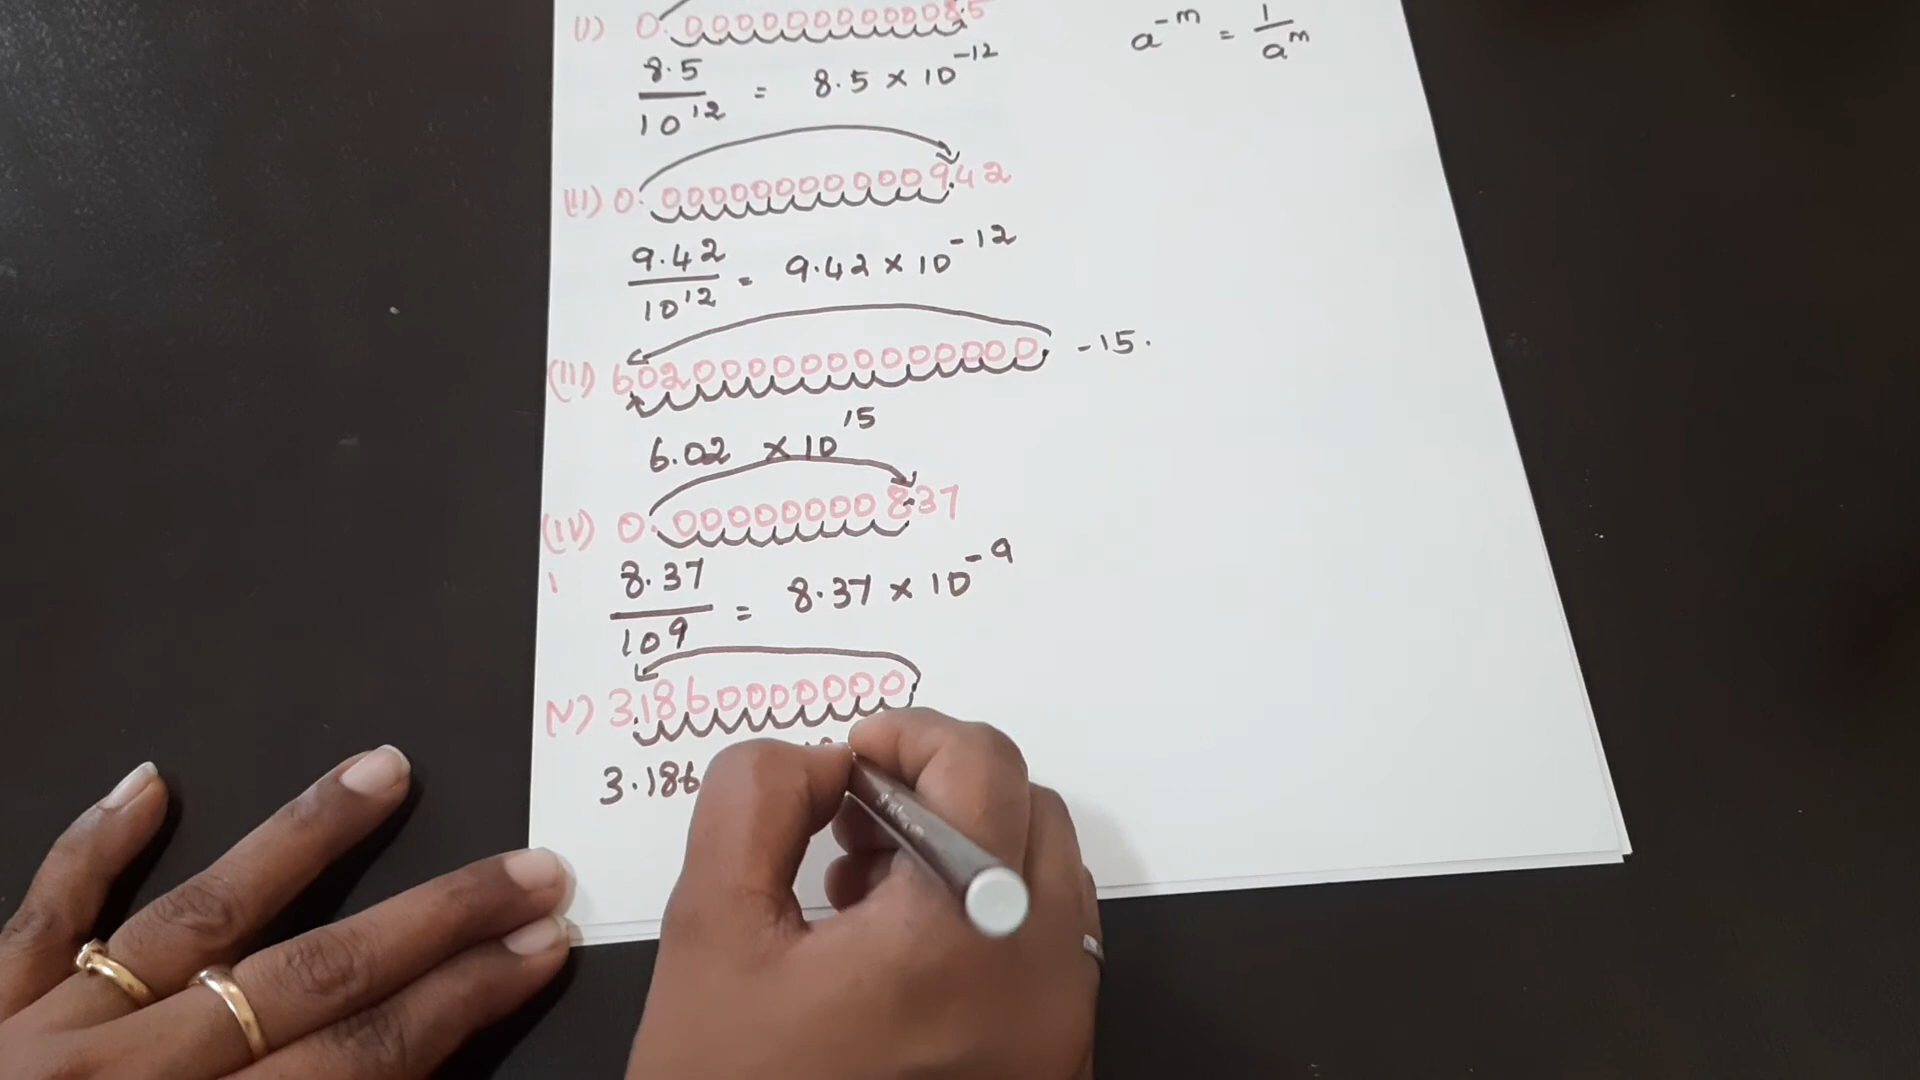 (i) 0.0000000000085
8.5/10^12 = 8.5 × 10^-12
a^-m = 1/a^m
(ii) 0.00000000000942
9.42/10^12 = 9.42 × 10^-12
(iii) 6020000000000000 -15.
6.02 × 10^15
(iv) 0.00000000837
8.37/10^9 = 8.37 × 10^-9
(v) 31860000000
3.186